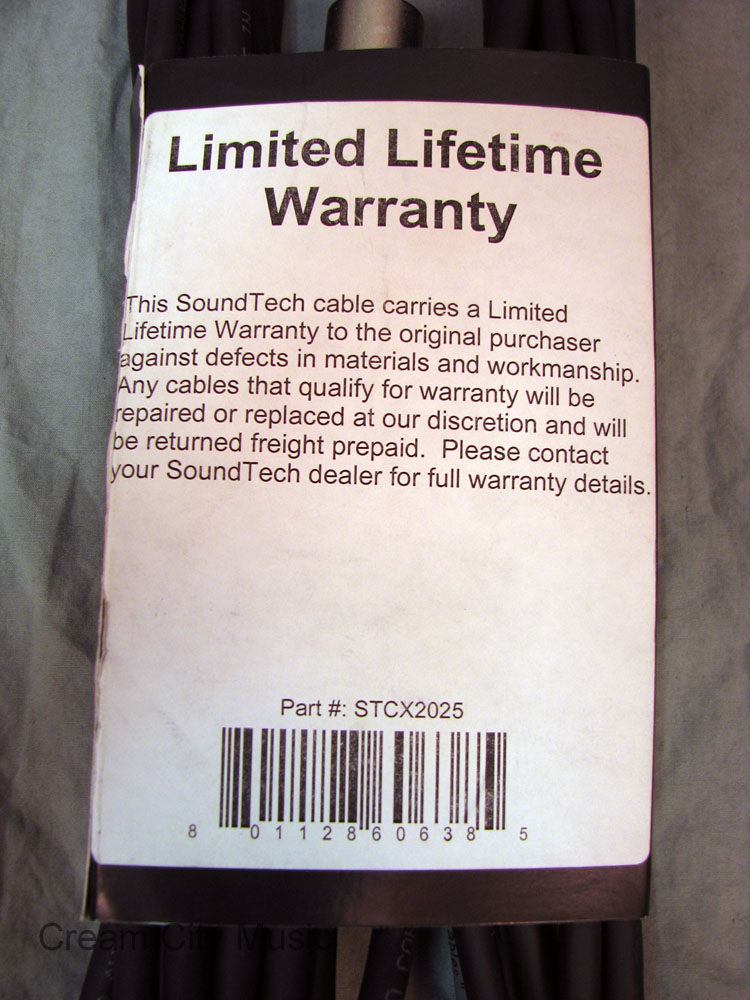 Limited Lifetime
Warranty
This SoundTech cable carries a Limited
Lifetime Warranty to the original purchaser
against defects in materials and workmanship.
Any cables that qualify for warranty will be
repaired or replaced at our discretion and will
be returned freight prepaid.  Please contact
your SoundTech dealer for full warranty details.
Part #: STCX2025
8 01128 60638 5
Cream City Music